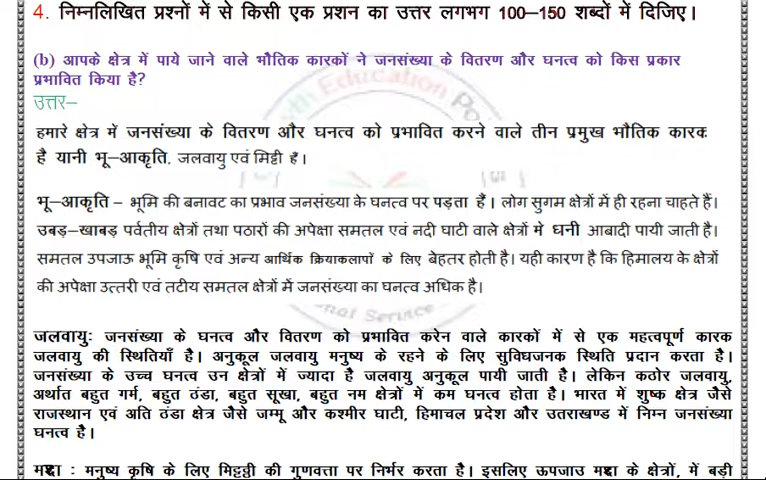 4. निम्नलिखित प्रश्नों में से किसी एक प्रशन का उत्तर लगभग 100–150 शब्दों में दिजिए।
(b) आपके क्षेत्र में पाये जाने वाले भौतिक कारकों ने जनसंख्या के वितरण और घनत्व को किस प्रकार
प्रभावित किया है?
उत्तर–
हमारे क्षेत्र में जनसंख्या के वितरण और घनत्व को प्रभावित करने वाले तीन प्रमुख भौतिक कारक
है यानी भू–आकृति, जलवायु एवं मिट्टी हैं।
भू–आकृति – भूमि की बनावट का प्रभाव जनसंख्या के घनत्व पर पड़ता हैं। लोग सुगम क्षेत्रों में ही रहना चाहते हैं।
उबड़–खाबड़ पर्वतीय क्षेत्रों तथा पठारों की अपेक्षा समतल एवं नदी घाटी वाले क्षेत्रों मे धनी आबादी पायी जाती है।
समतल उपजाऊ भूमि कृषि एवं अन्य आर्थिक क्रियाकलापों के लिए बेहतर होती है। यही कारण है कि हिमालय के क्षेत्रों
की अपेक्षा उत्तरी एवं तटीय समतल क्षेत्रों में जनसंख्या का घनत्व अधिक है।
जलवायुः जनसंख्या के घनत्व और वितरण को प्रभावित करेन वाले कारकों में से एक महत्वपूर्ण कारक
जलवायु की स्थितियाँ है। अनुकूल जलवायु मनुष्य के रहने के लिए सुविघजनक स्थिति प्रदान करता है।
जनसंख्या के उच्च घनत्व उन क्षेत्रों में ज्यादा है जलवायु अनुकूल पायी जाती है। लेकिन कठोर जलवायु,
अर्थात बहुत गर्म, बहुत ठंडा, बहुत सूखा, बहुत नम क्षेत्रों में कम घनत्व होता है। भारत में शुष्क क्षेत्र जैसे
राजस्थान एवं अति ठंडा क्षेत्र जैसे जम्मू और कश्मीर घाटी, हिमाचल प्रदेश और उतराखण्ड में निम्न जनसंख्या
घनत्व है।
: मनुष्य कृषि के लिए की गुणवत्ता पर निर्भर करता है। इसलिए ऊपजाउ के क्षेत्रों, में बड़ी